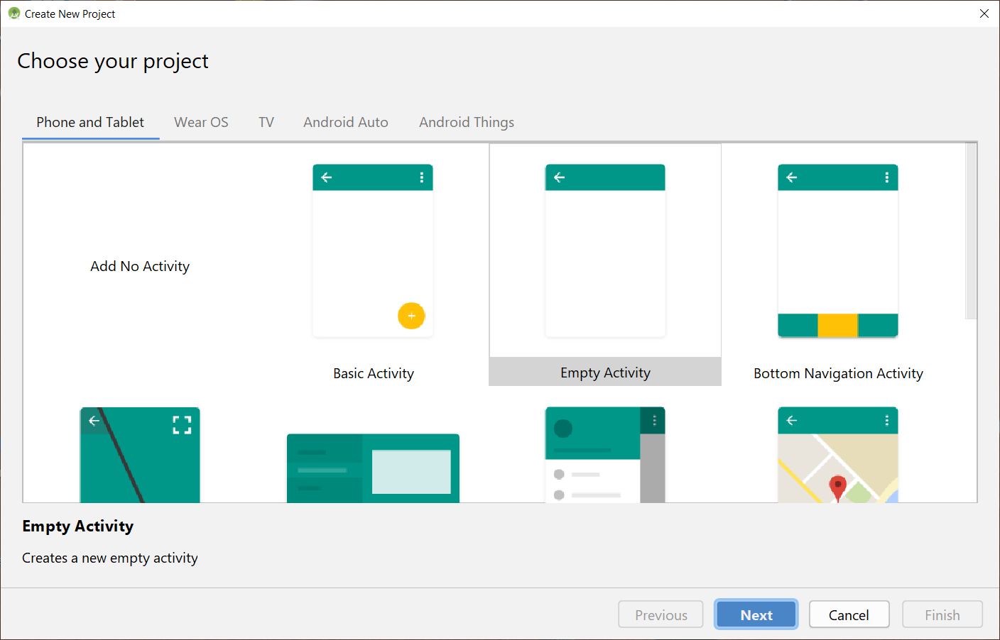 Create New Project
Choose your project
Phone and Tablet
Wear OS
TV
Android Auto
Android Things
Add No Activity
Basic Activity
Empty Activity
Bottom Navigation Activity
Empty Activity
Creates a new empty activity
Previous
Next
Cancel
Finish